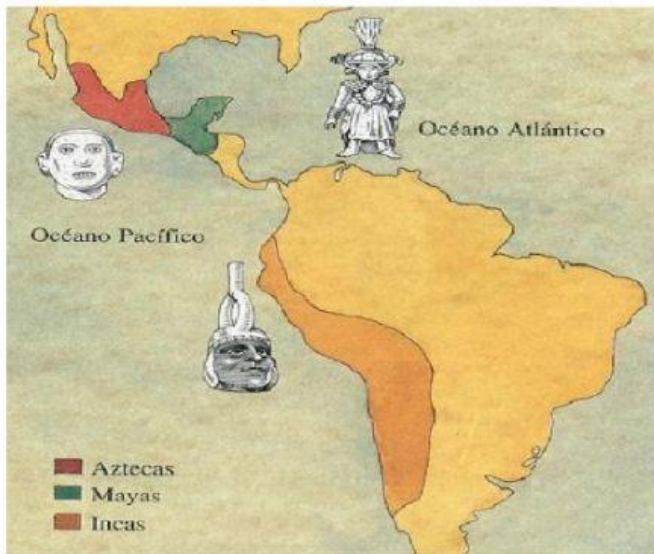 Océano Atlántico
Océano Pacífico
Aztecas
Mayas
Incas